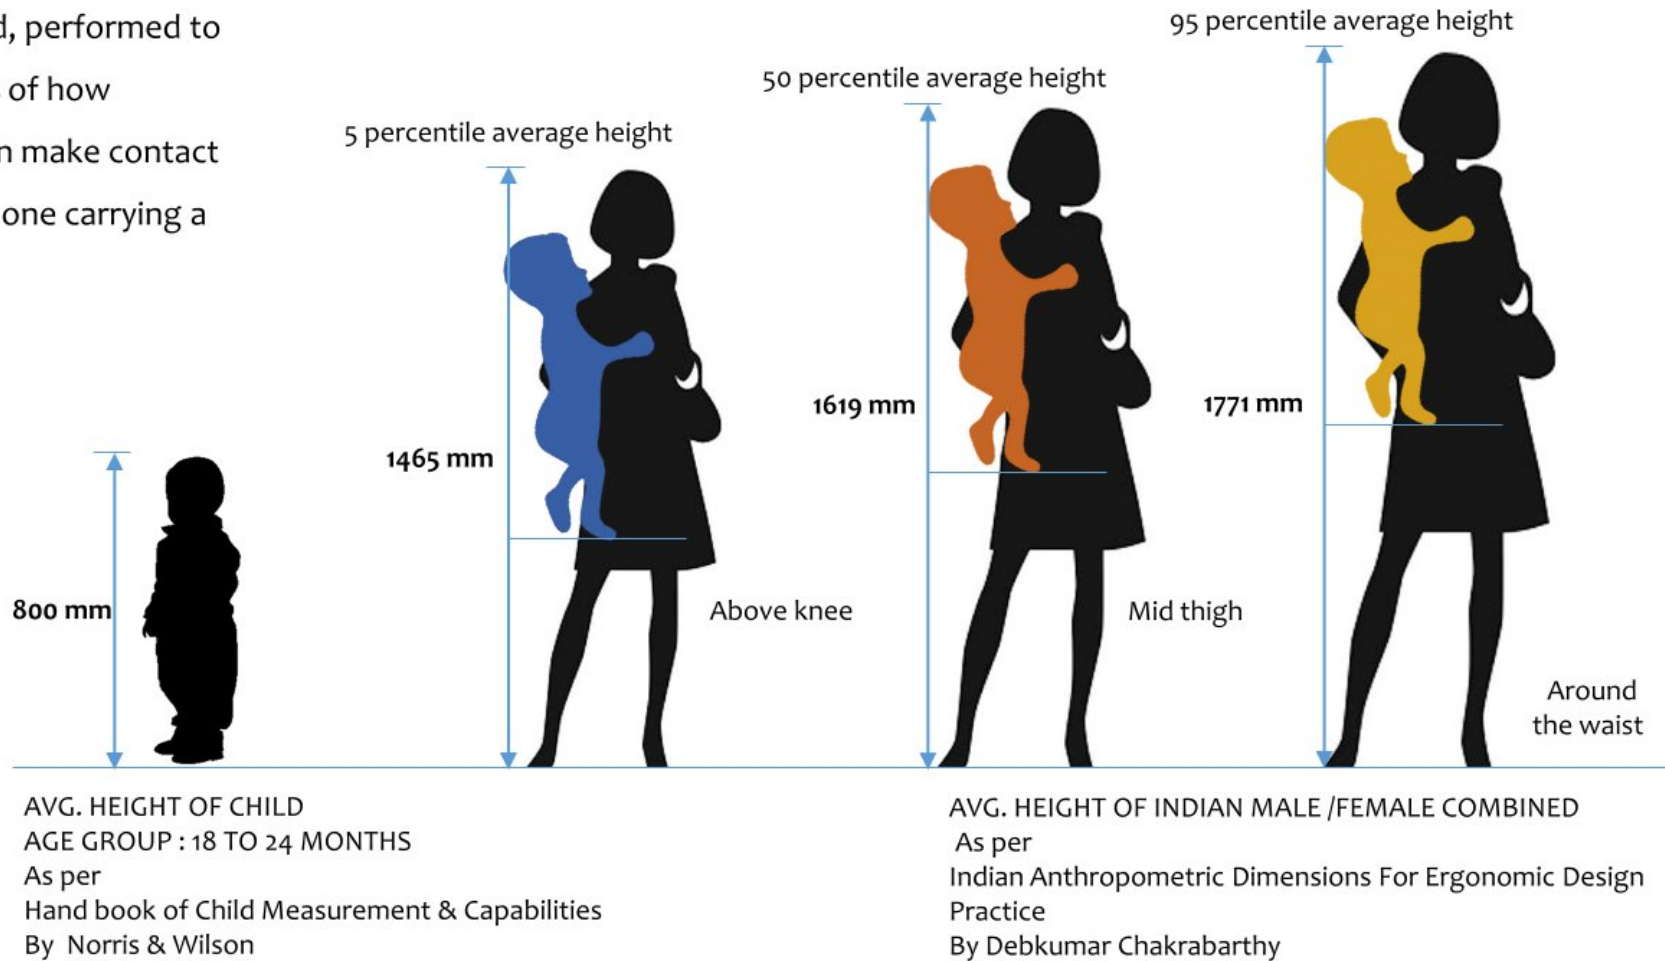 d, performed to
of how
n make contact
one carrying a
5 percentile average height
50 percentile average height
95 percentile average height
800 mm
1465 mm
1619 mm
1771 mm
Above knee
Mid thigh
Around
the waist
AVG. HEIGHT OF CHILD
AGE GROUP : 18 TO 24 MONTHS
As per
Hand book of Child Measurement & Capabilities
By Norris & Wilson
AVG. HEIGHT OF INDIAN MALE /FEMALE COMBINED
As per
Indian Anthropometric Dimensions For Ergonomic Design
Practice
By Debkumar Chakrabarthy